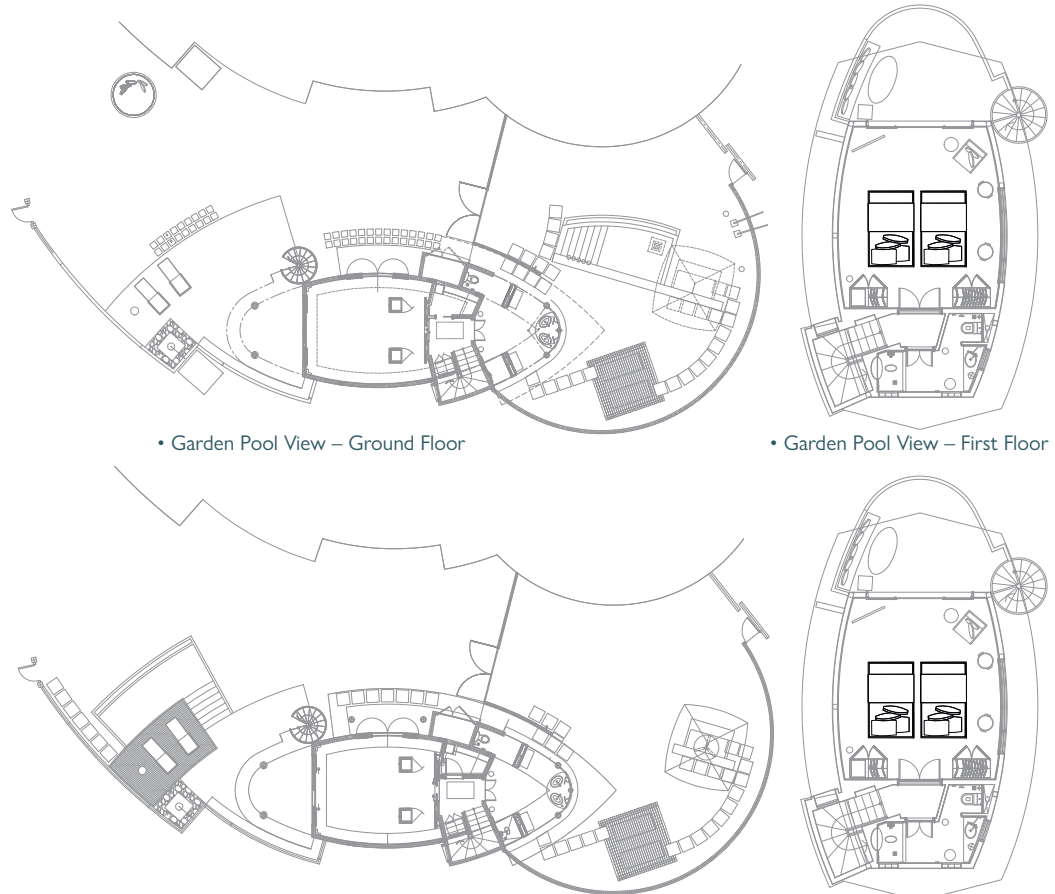 • Garden Pool View – Ground Floor
• Garden Pool View – First Floor